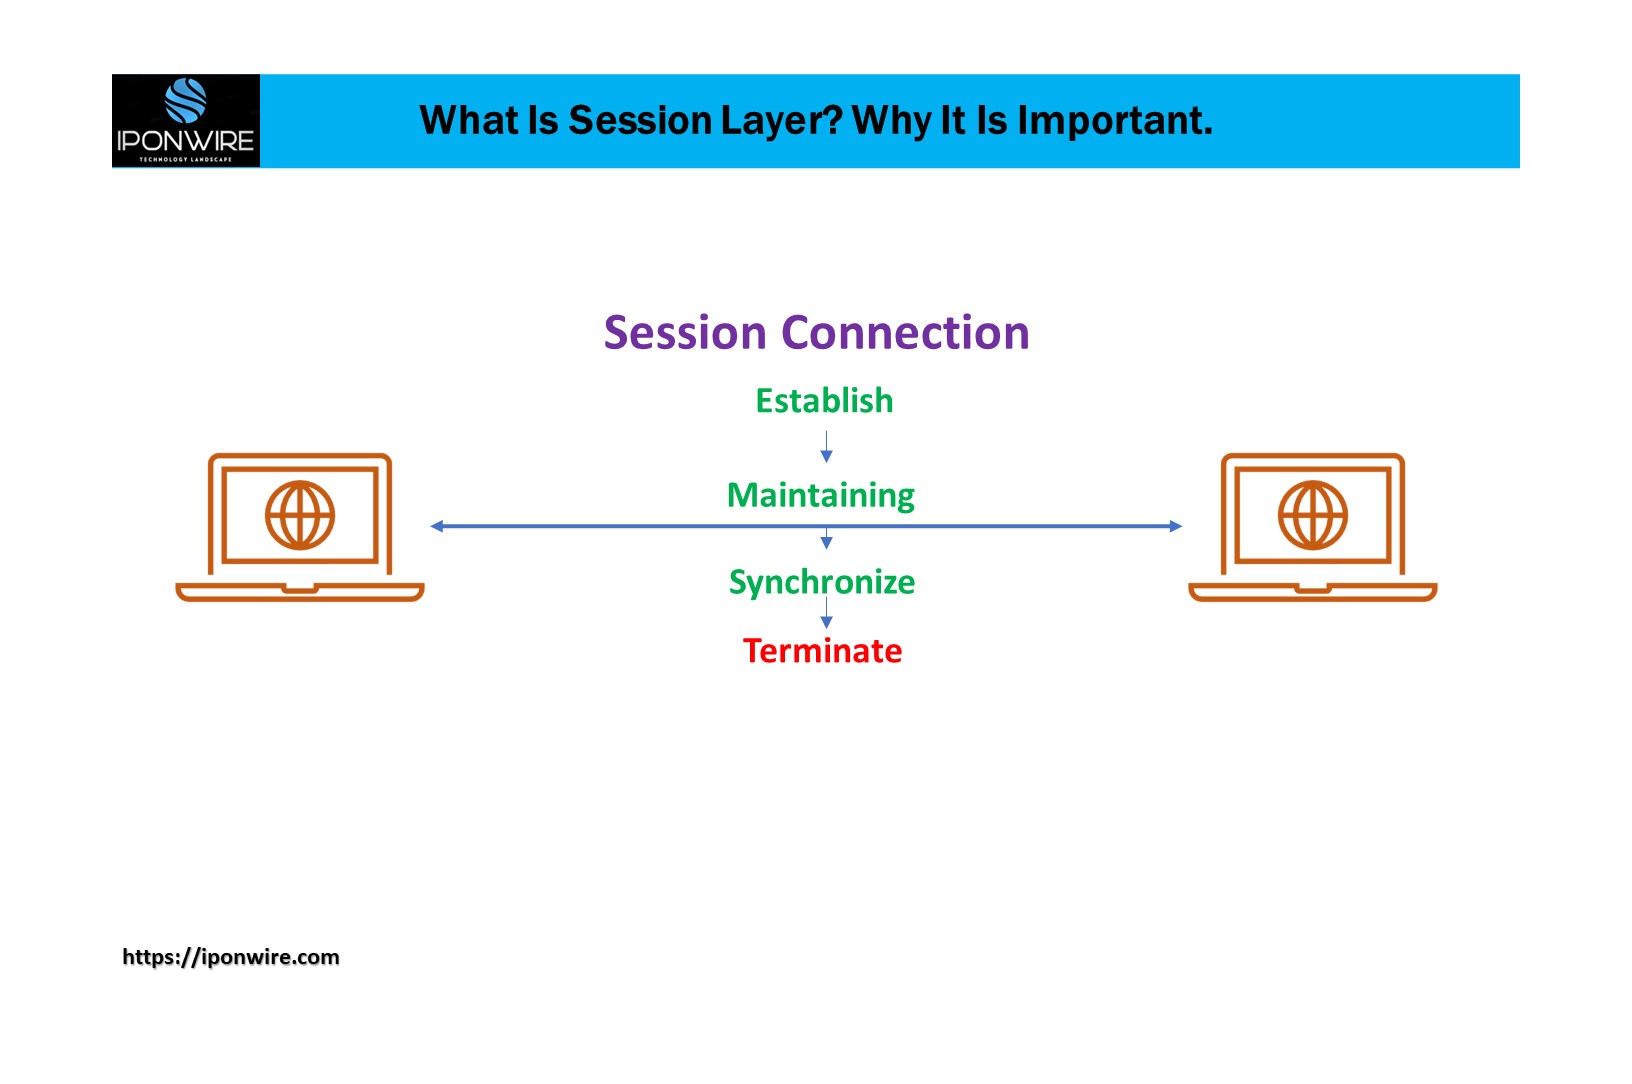 IPONWIRE
TECHNOLOGY LANDSCAPE
What Is Session Layer? Why It Is Important.
Session Connection
Establish
Maintaining
Synchronize
Terminate
https://iponwire.com